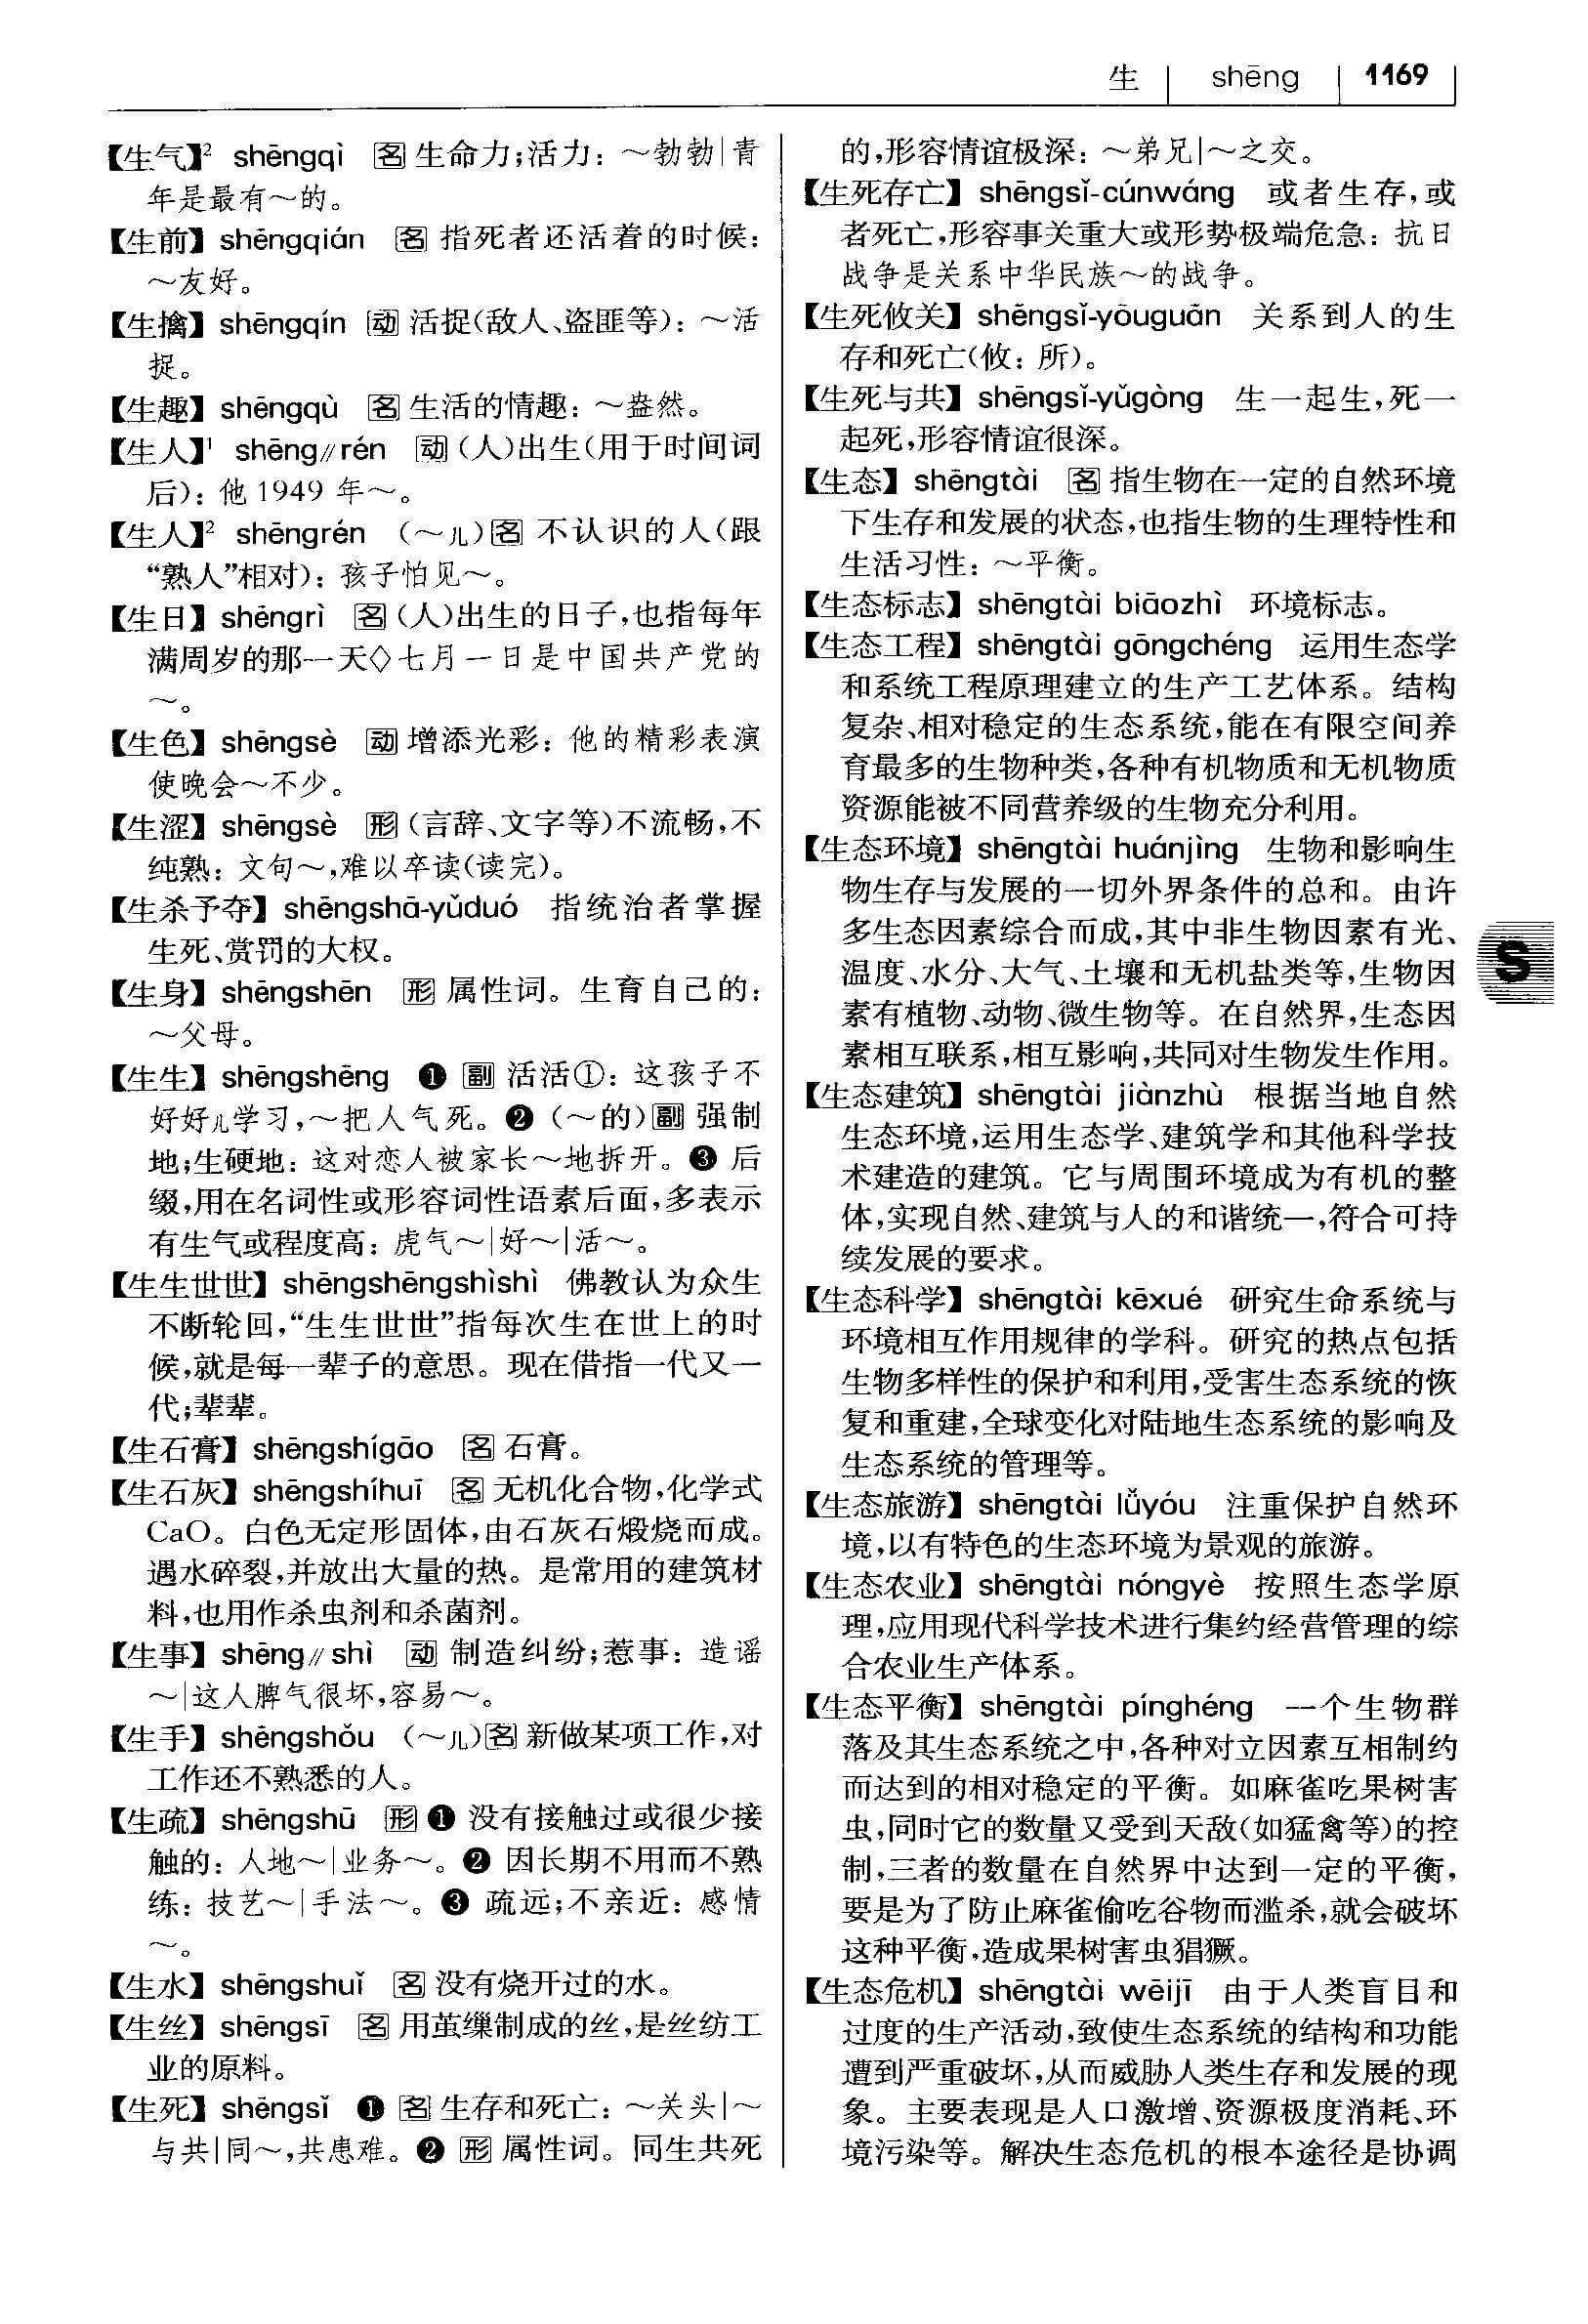 生 | shēng | 1169
【生气】² shēngqì 名 生命力;活力：～勃勃|青
年是最有～的。
【生前】 shēngqián 名 指死者还活着的时候：
～友好。
【生擒】 shēngqín 动 活捉(敌人、盗匪等)：～活
捉。
【生趣】 shēngqù 名 生活的情趣：～盎然。
【生人】¹ shēng∥rén 动 (人)出生(用于时间词
后)：他1949年～。
【生人】² shēngrén (～儿)名 不认识的人(跟
“熟人”相对)：孩子怕见～。
【生日】 shēngrì 名 (人)出生的日子,也指每年
满周岁的那一天◇七月一日是中国共产党的
～。
【生色】 shēngsè 动 增添光彩：他的精彩表演
使晚会～不少。
【生涩】 shēngsè 形 (言辞、文字等)不流畅,不
纯熟：文句～,难以卒读(读完)。
【生杀予夺】 shēngshā-yǔduó 指统治者掌握
生死、赏罚的大权。
【生身】 shēngshēn 形 属性词。生育自己的：
～父母。
【生生】 shēngshēng ❶ 副 活活①：这孩子不
好好儿学习,～把人气死。❷ (～的)副 强制
地;生硬地：这对恋人被家长～地拆开。❸ 后
缀,用在名词性或形容词性语素后面,多表示
有生气或程度高：虎气～|好～|活～。
【生生世世】 shēngshēngshìshì 佛教认为众生
不断轮回,“生生世世”指每次生在世上的时
候,就是每一辈子的意思。现在借指一代又一
代;辈辈。
【生石膏】 shēngshígāo 名 石膏。
【生石灰】 shēngshíhuī 名 无机化合物,化学式
CaO。白色无定形固体,由石灰石煅烧而成。
遇水碎裂,并放出大量的热。是常用的建筑材
料,也用作杀虫剂和杀菌剂。
【生事】 shēng∥shì 动 制造纠纷;惹事：造谣
～|这人脾气很坏,容易～。
【生手】 shēngshǒu (～儿)名 新做某项工作,对
工作还不熟悉的人。
【生疏】 shēngshū 形 ❶ 没有接触过或很少接
触的：人地～|业务～。❷ 因长期不用而不熟
练：技艺～|手法～。❸ 疏远;不亲近：感情
～。
【生水】 shēngshuǐ 名 没有烧开过的水。
【生丝】 shēngsī 名 用茧缫制成的丝,是丝纺工
业的原料。
【生死】 shēngsǐ ❶ 名 生存和死亡：～关头|～
与共|同～,共患难。❷ 形 属性词。同生共死
的,形容情谊极深：～弟兄|～之交。
【生死存亡】 shēngsǐ-cúnwáng 或者生存,或
者死亡,形容事关重大或形势极端危急：抗日
战争是关系中华民族～的战争。
【生死攸关】 shēngsǐ-yōuguān 关系到人的生
存和死亡(攸：所)。
【生死与共】 shēngsǐ-yǔgòng 生一起生,死一
起死,形容情谊很深。
【生态】 shēngtài 名 指生物在一定的自然环境
下生存和发展的状态,也指生物的生理特性和
生活习性：～平衡。
【生态标志】 shēngtài biāozhì 环境标志。
【生态工程】 shēngtài gōngchéng 运用生态学
和系统工程原理建立的生产工艺体系。结构
复杂、相对稳定的生态系统,能在有限空间养
育最多的生物种类,各种有机物质和无机物质
资源能被不同营养级的生物充分利用。
【生态环境】 shēngtài huánjìng 生物和影响生
物生存与发展的一切外界条件的总和。由许
多生态因素综合而成,其中非生物因素有光、
温度、水分、大气、土壤和无机盐类等,生物因
素有植物、动物、微生物等。在自然界,生态因
素相互联系,相互影响,共同对生物发生作用。
【生态建筑】 shēngtài jiànzhù 根据当地自然
生态环境,运用生态学、建筑学和其他科学技
术建造的建筑。它与周围环境成为有机的整
体,实现自然、建筑与人的和谐统一,符合可持
续发展的要求。
【生态科学】 shēngtài kēxué 研究生命系统与
环境相互作用规律的学科。研究的热点包括
生物多样性的保护和利用,受害生态系统的恢
复和重建,全球变化对陆地生态系统的影响及
生态系统的管理等。
【生态旅游】 shēngtài lǚyóu 注重保护自然环
境,以有特色的生态环境为景观的旅游。
【生态农业】 shēngtài nóngyè 按照生态学原
理,应用现代科学技术进行集约经营管理的综
合农业生产体系。
【生态平衡】 shēngtài pínghéng 一个生物群
落及其生态系统之中,各种对立因素互相制约
而达到的相对稳定的平衡。如麻雀吃果树害
虫,同时它的数量又受到天敌(如猛禽等)的控
制,三者的数量在自然界中达到一定的平衡,
要是为了防止麻雀偷吃谷物而滥杀,就会破坏
这种平衡,造成果树害虫猖獗。
【生态危机】 shēngtài wēijī 由于人类盲目和
过度的生产活动,致使生态系统的结构和功能
遭到严重破坏,从而威胁人类生存和发展的现
象。主要表现是人口激增、资源极度消耗、环
境污染等。解决生态危机的根本途径是协调
S